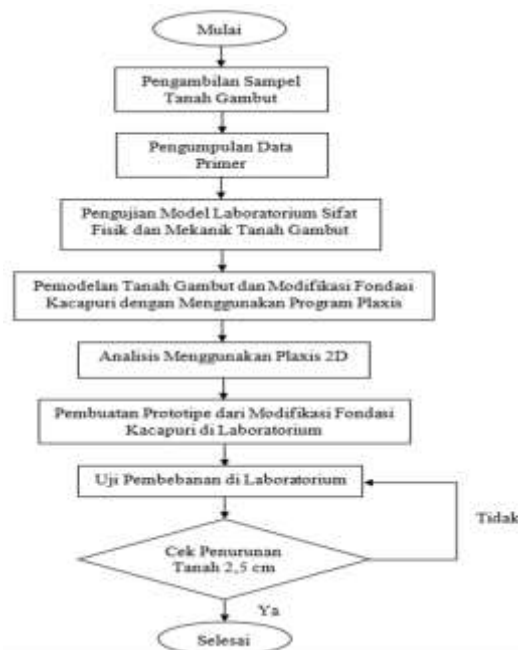 Mulai
Pengambilan Sampel
Tanah Gambut
Pengumpulan Data
Primer
Pengujian Model Laboratorium Sifat
Fisik dan Mekanik Tanah Gambut
Pemodelan Tanah Gambut dan Modifikasi Fondasi
Kacapuri dengan Menggunakan Program Plaxis
Analisis Menggunakan Plaxis 2D
Pembuatan Prototipe dari Modifikasi Fondasi
Kacapuri di Laboratorium
Uji Pembebanan di Laboratorium
Tidak
Cek Penurunan
Tanah 2,5 cm
Ya
Selesai